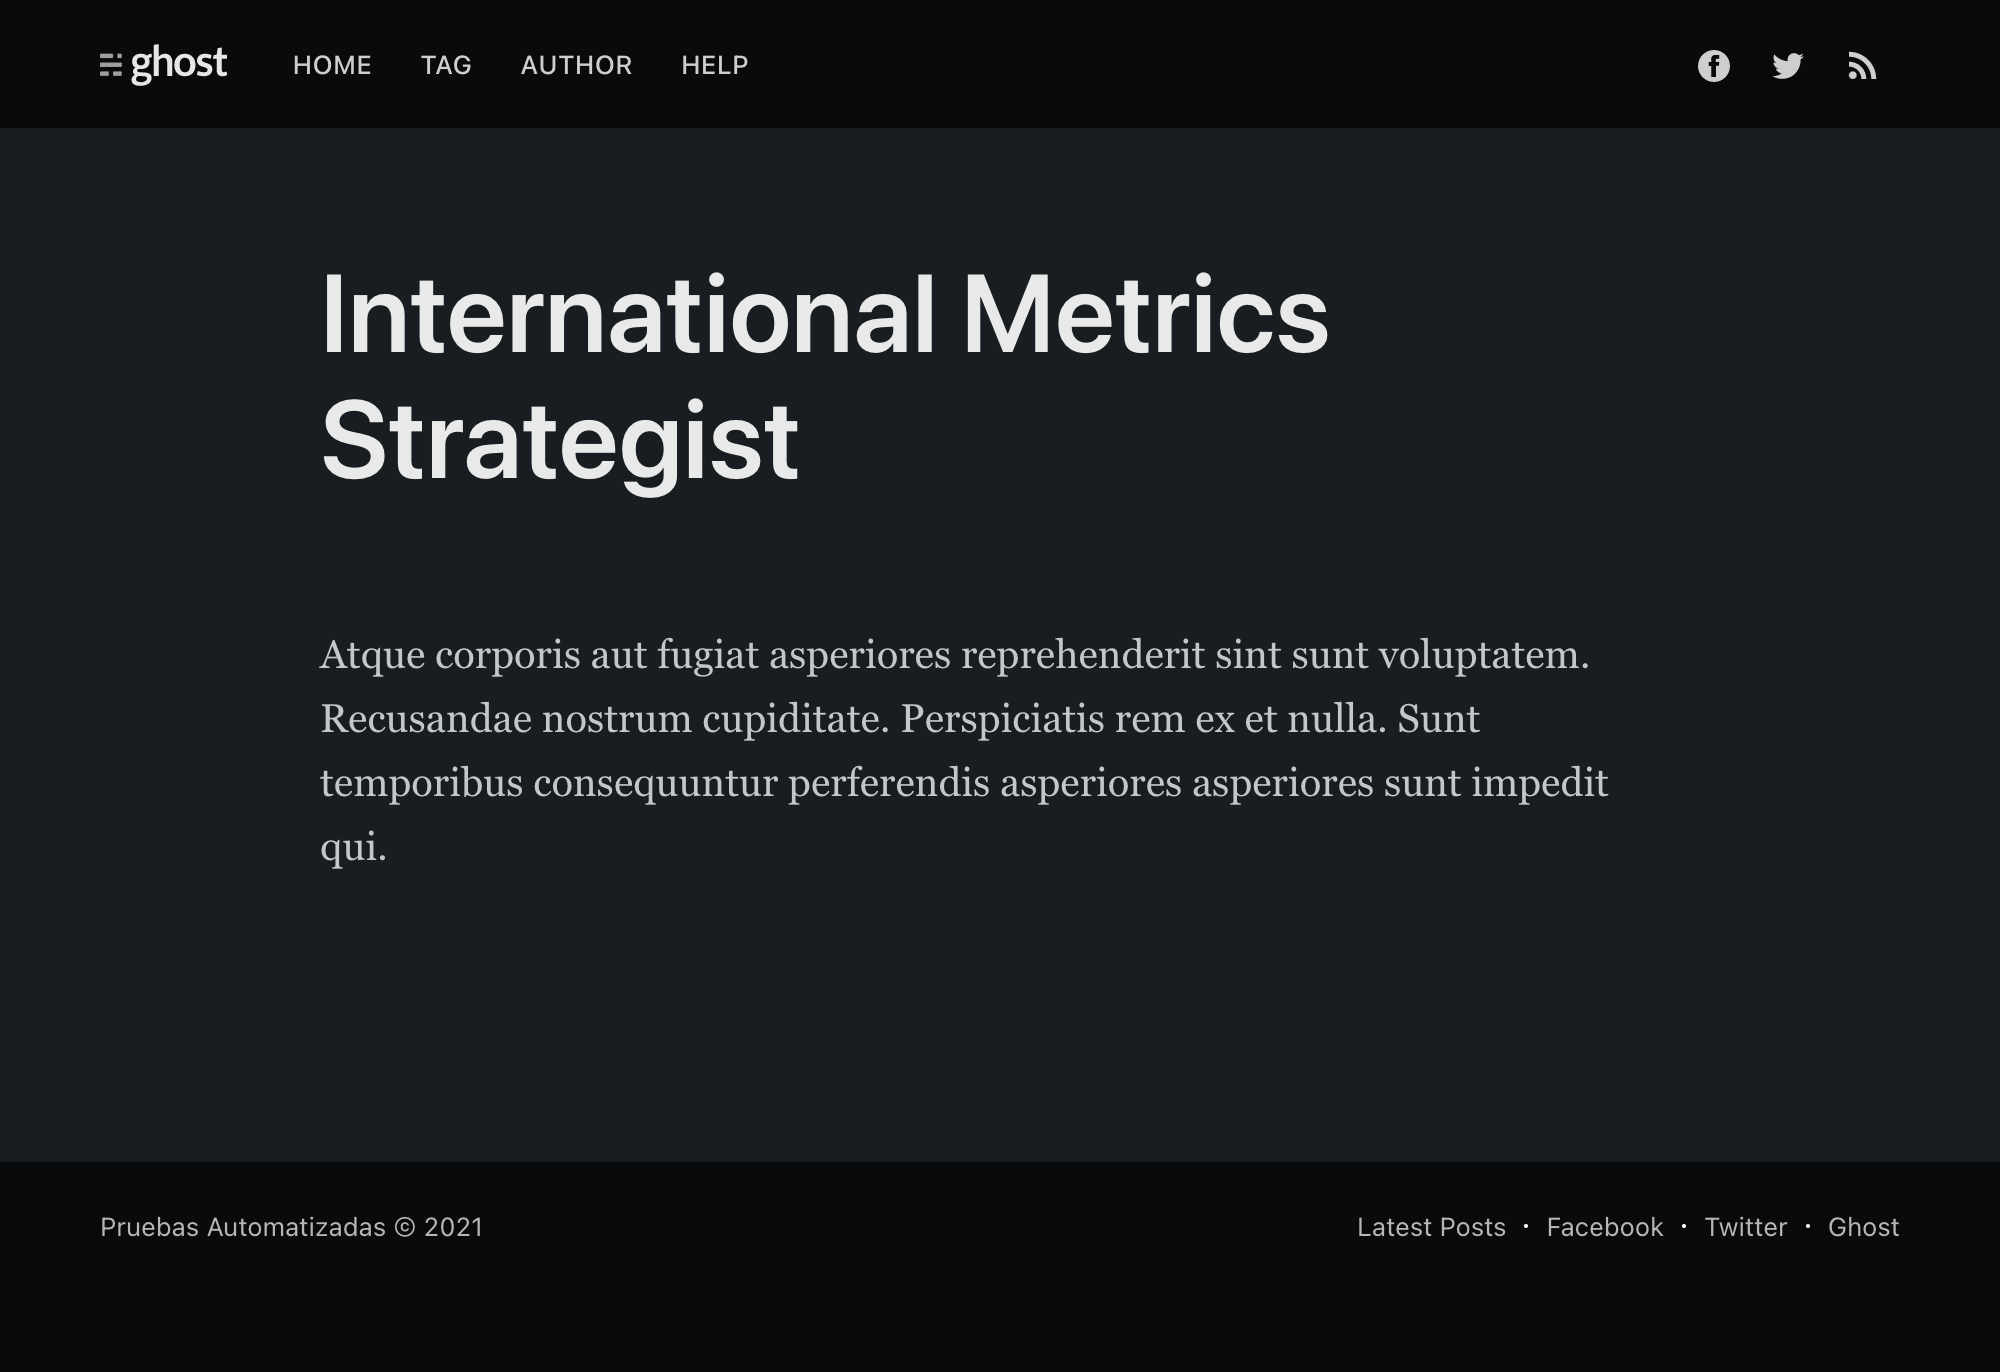 ghost
HOME TAG AUTHOR HELP
International Metrics
Strategist
Atque corporis aut fugiat asperiores reprehenderit sint sunt voluptatem.
Recusandae nostrum cupiditate. Perspiciatis rem ex et nulla. Sunt
temporibus consequuntur perferendis asperiores asperiores sunt impedit
qui.
Pruebas Automatizadas © 2021
Latest Posts · Facebook · Twitter · Ghost